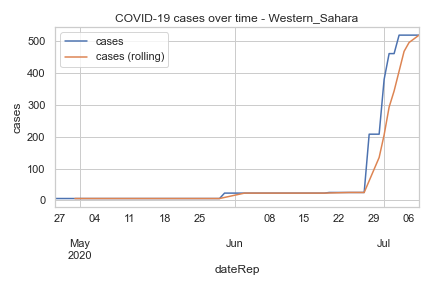 COVID-19 cases over time - Western_Sahara
cases
cases (rolling)
500
400
300
200
100
0
cases
27 04 11 18 25 08 15 22 29 06
May Jun Jul
2020
dateRep